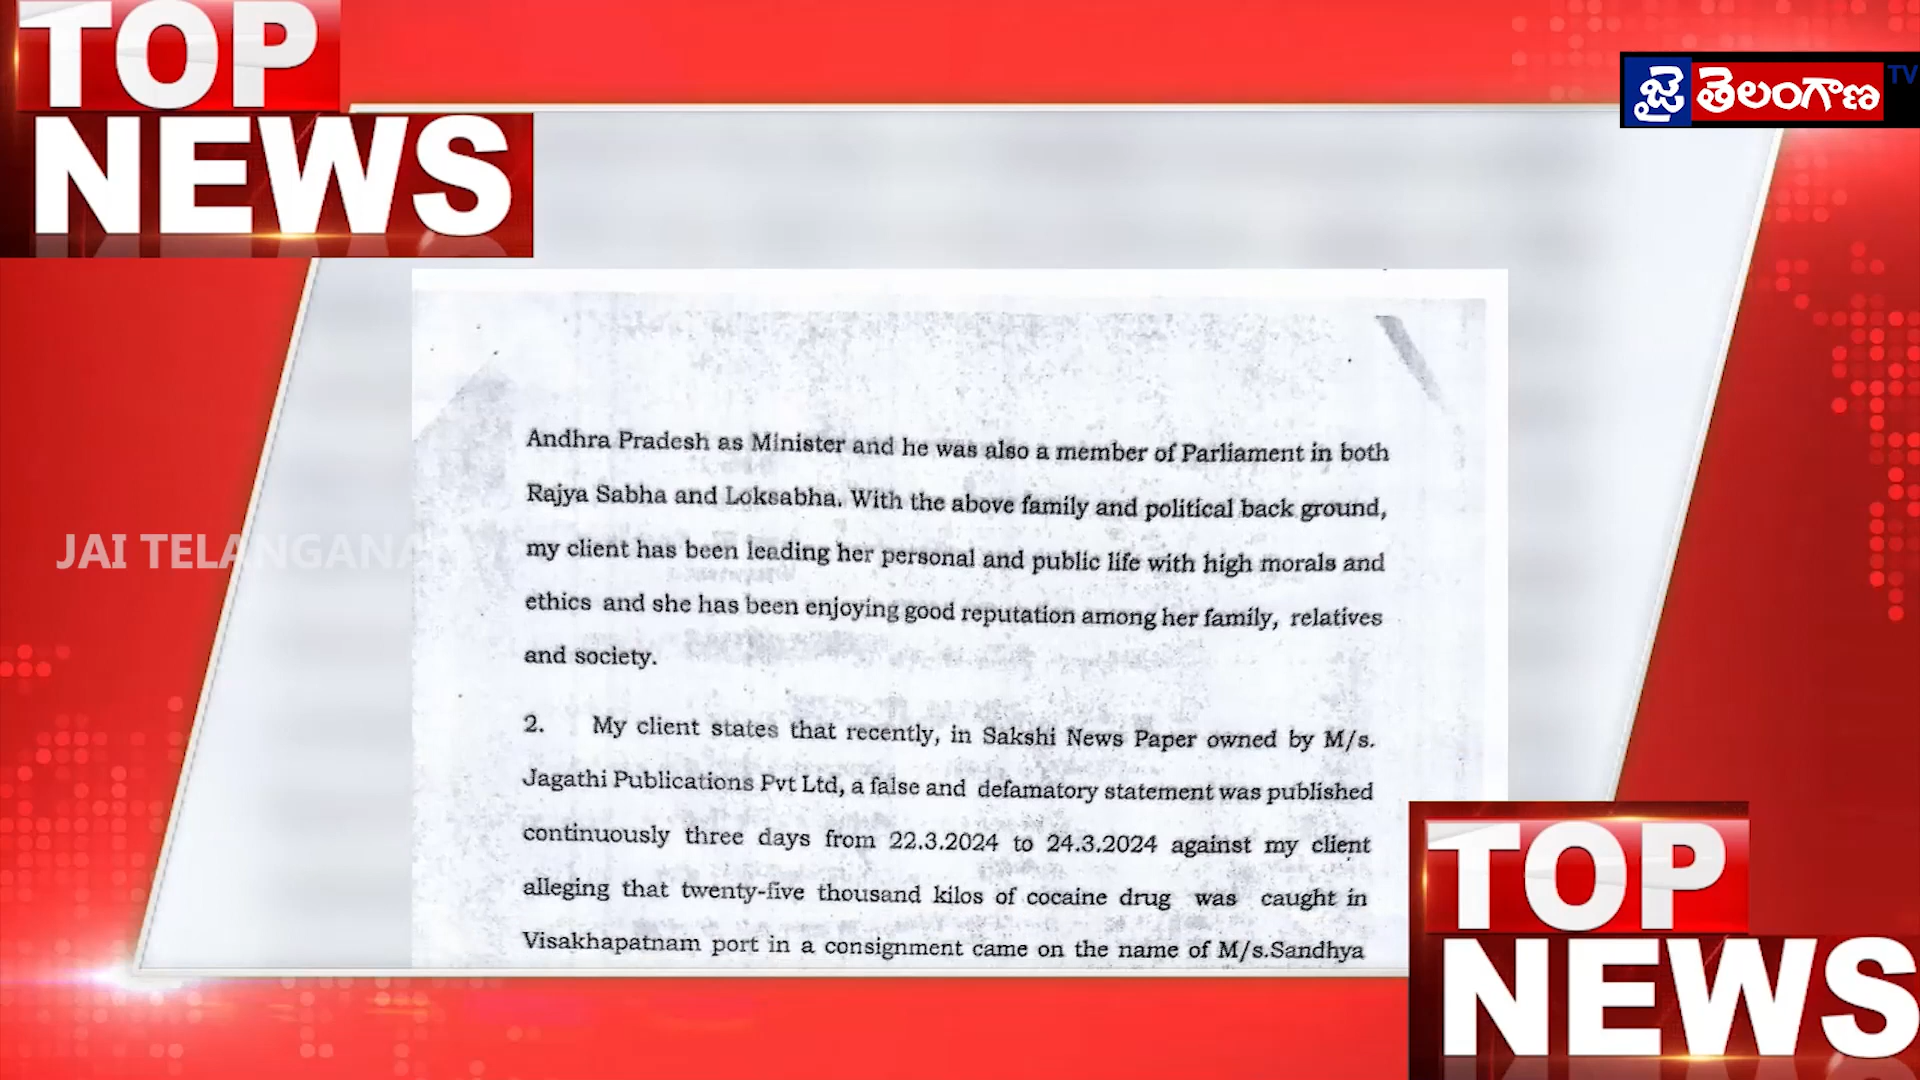 TOP
NEWS
జై తెలంగాణ TV
Andhra Pradesh as Minister and he was also a member of Parliament in both
Rajya Sabha and Loksabha. With the above family and political back ground,
my client has been leading her personal and public life with high morals and
JAI TELANGANA
ethics and she has been enjoying good reputation among her family, relatives
and society.
2. My client states that recently, in Sakshi News Paper owned by M/s.
Jagathi Publications Pvt Ltd, a false and defamatory statement was published
continuously three days from 22.3.2024 to 24.3.2024 against my client
alleging that twenty-five thousand kilos of cocaine drug was caught in
Visakhapatnam port in a consignment came on the name of M/s.Sandhya
TOP
NEWS